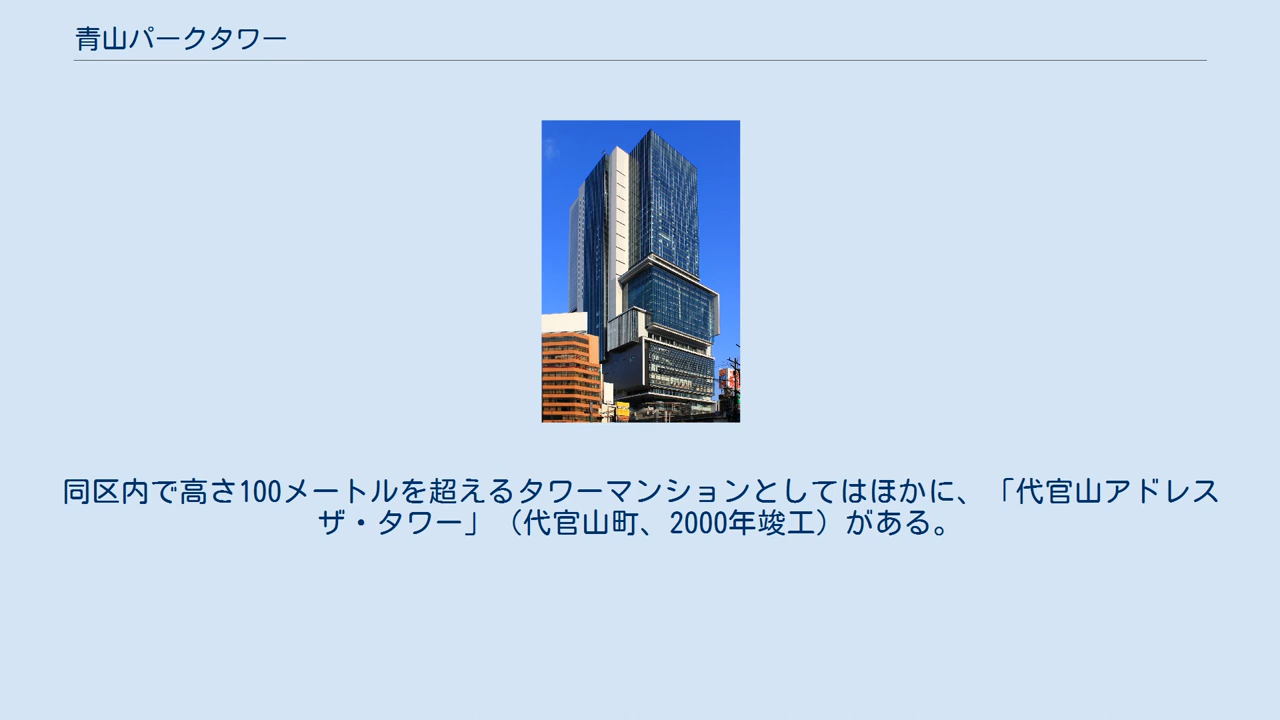 青山パークタワー
同区内で高さ100メートルを超えるタワーマンションとしてはほかに、「代官山アドレス
ザ・タワー」（代官山町、2000年竣工）がある。